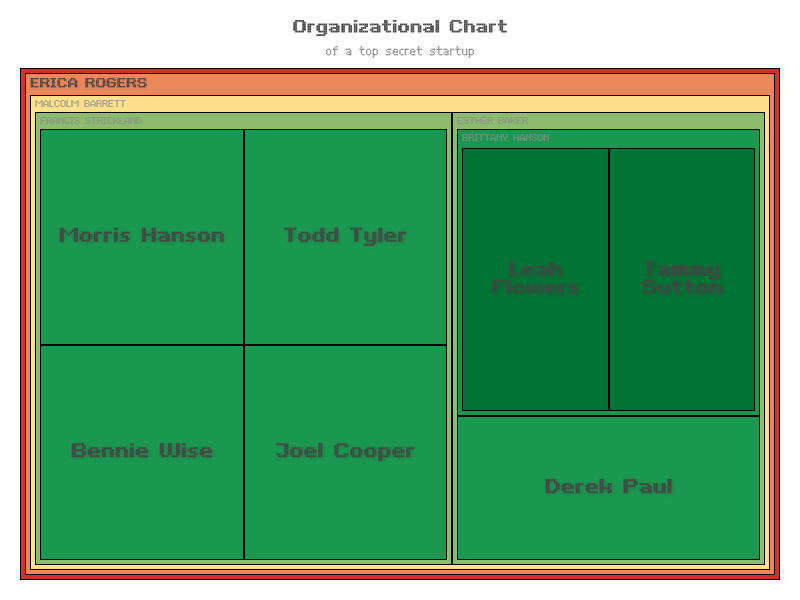 Organizational Chart
of a top secret startup
ERICA ROGERS
MALCOLM BARRETT
FRANCIS STRICKLAND
ESTHER BAKER
BRITTANY HANSON
Morris Hanson
Todd Tyler
Leah
Flowers
Tammy
Sutton
Bennie Wise
Joel Cooper
Derek Paul